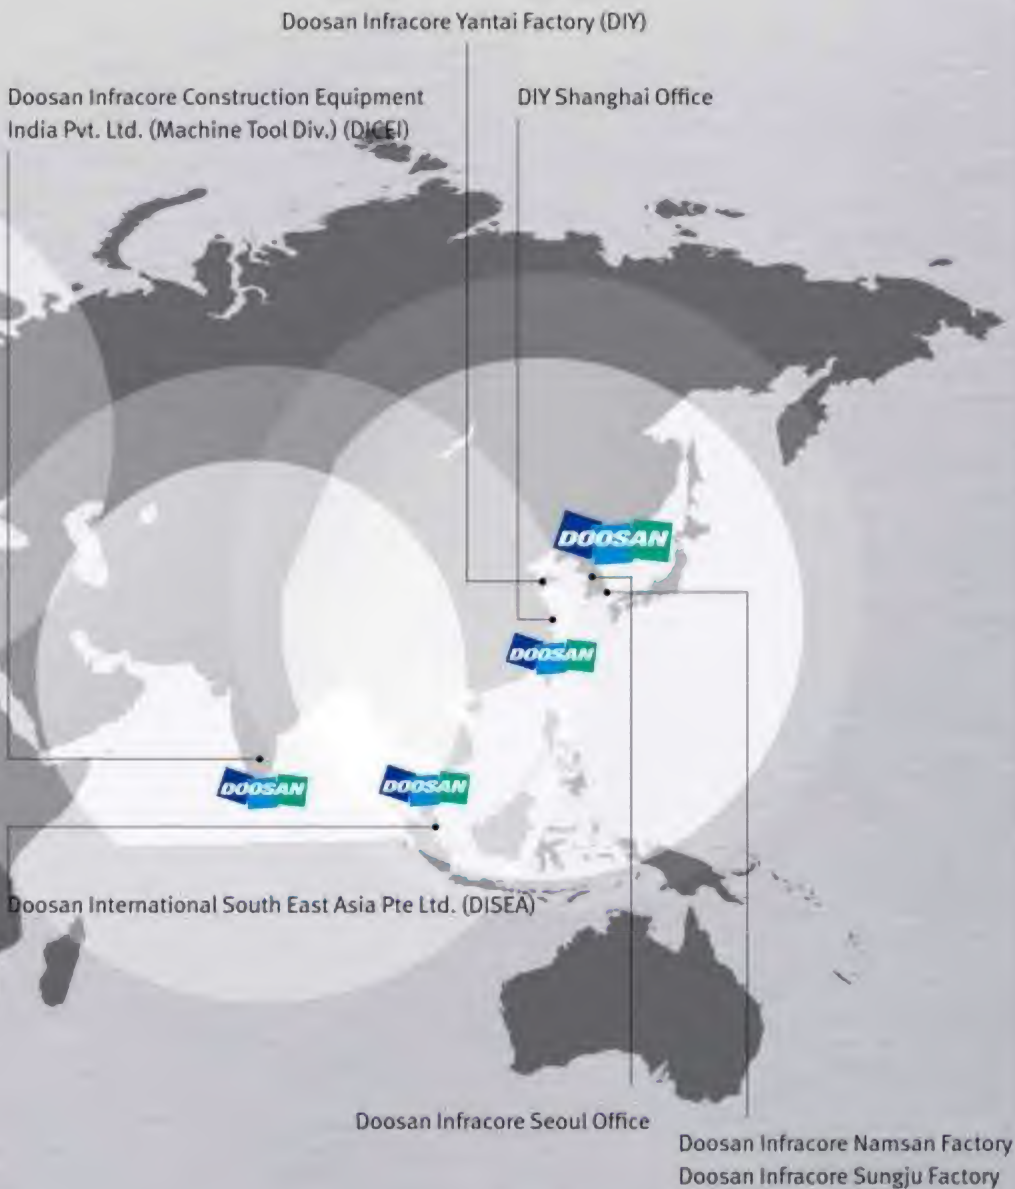 Doosan Infracore Yantai Factory (DIY)
Doosan Infracore Construction Equipment
India Pvt. Ltd. (Machine Tool Div.) (DICEI)
DIY Shanghai Office
DOOSAN
DOOSAN
DOOSAN
DOOSAN
Doosan International South East Asia Pte Ltd. (DISEA)
Doosan Infracore Seoul Office
Doosan Infracore Namsan Factory
Doosan Infracore Sungju Factory